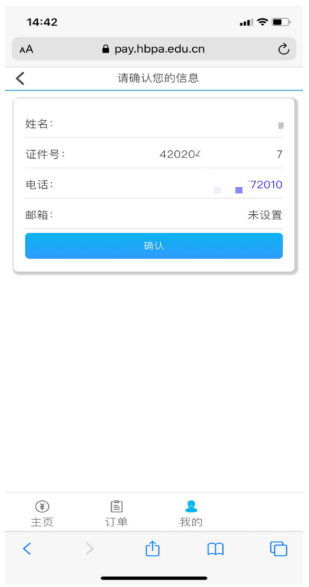 14:42
AA pay.hbpa.edu.cn
请确认您的信息
姓名:
证件号: 420204 7
电话: 72010
邮箱: 未设置
确认
主页 订单 我的